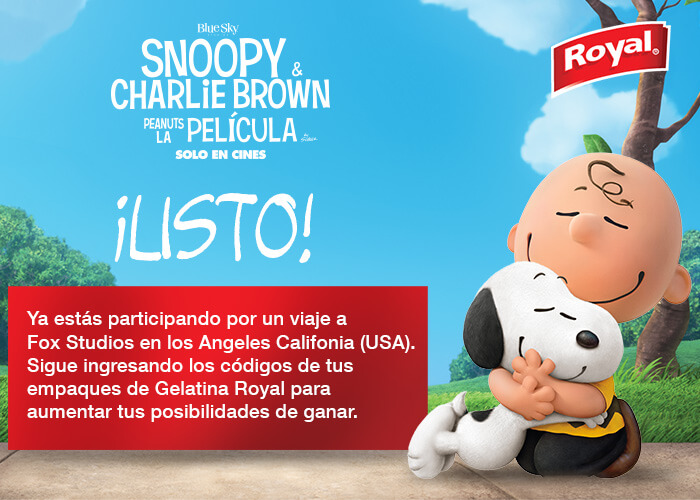 BlueSky
Royal®
SNOOPY &
CHARLIE BROWN
PEANUTS LA PELÍCULA
SOLO EN CINES
¡LISTO!
Ya estás participando por un viaje a
Fox Studios en los Angeles Califonia (USA).
Sigue ingresando los códigos de tus
empaques de Gelatina Royal para
aumentar tus posibilidades de ganar.